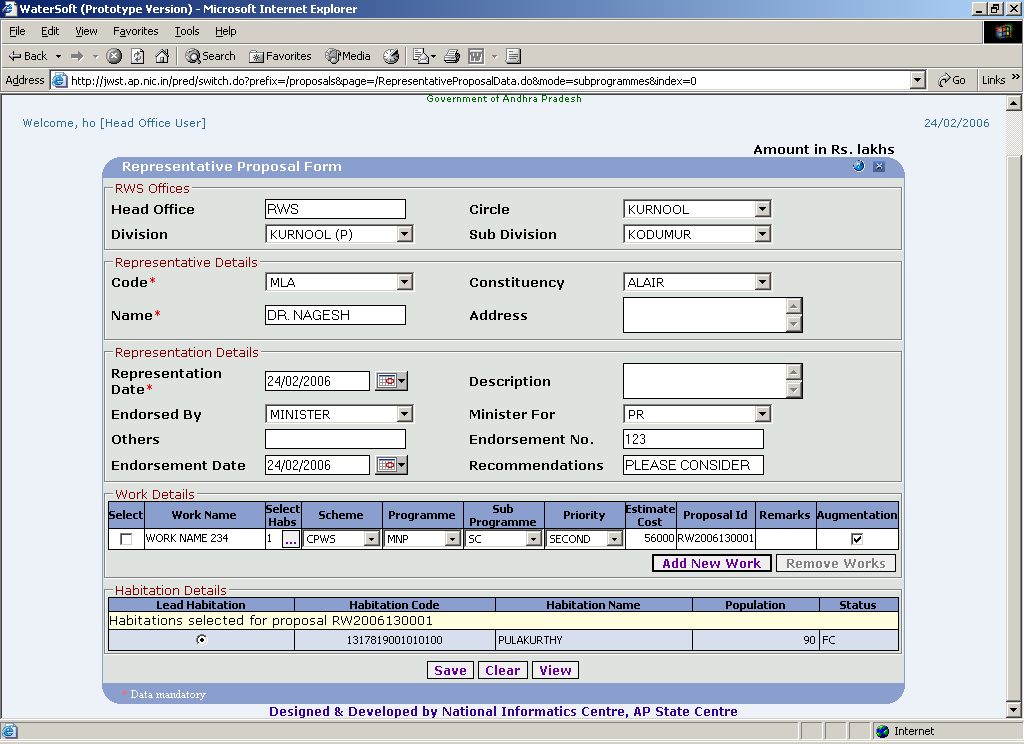 WaterSoft (Prototype Version) - Microsoft Internet Explorer
File Edit View Favorites Tools Help
Back Search Favorites Media
Address http://jwst.ap.nic.in/pred/switch.do?prefix=/proposals&page=/RepresentativeProposalData.do&mode=subprogrammes&index=0 Go Links »
Government of Andhra Pradesh
Welcome, ho [Head Office User] 24/02/2006
Amount in Rs. lakhs
Representative Proposal Form
RWS Offices
Head Office RWS Circle KURNOOL
Division KURNOOL (P) Sub Division KODUMUR
Representative Details
Code* MLA Constituency ALAIR
Name* DR. NAGESH Address
Representation Details
Representation
Date* 24/02/2006 Description
Endorsed By MINISTER Minister For PR
Others Endorsement No. 123
Endorsement Date 24/02/2006 Recommendations PLEASE CONSIDER
Work Details
Select Work Name Select Habs Scheme Programme Sub Programme Priority Estimate Cost Proposal Id Remarks Augmentation
WORK NAME 234 1 ... CPWS MNP SC SECOND 56000 RW2006130001
Add New Work Remove Works
Habitation Details
Lead Habitation Habitation Code Habitation Name Population Status
Habitations selected for proposal RW2006130001
1317819001010100 PULAKURTHY 90 FC
Save Clear View
* Data mandatory
Designed & Developed by National Informatics Centre, AP State Centre
Internet